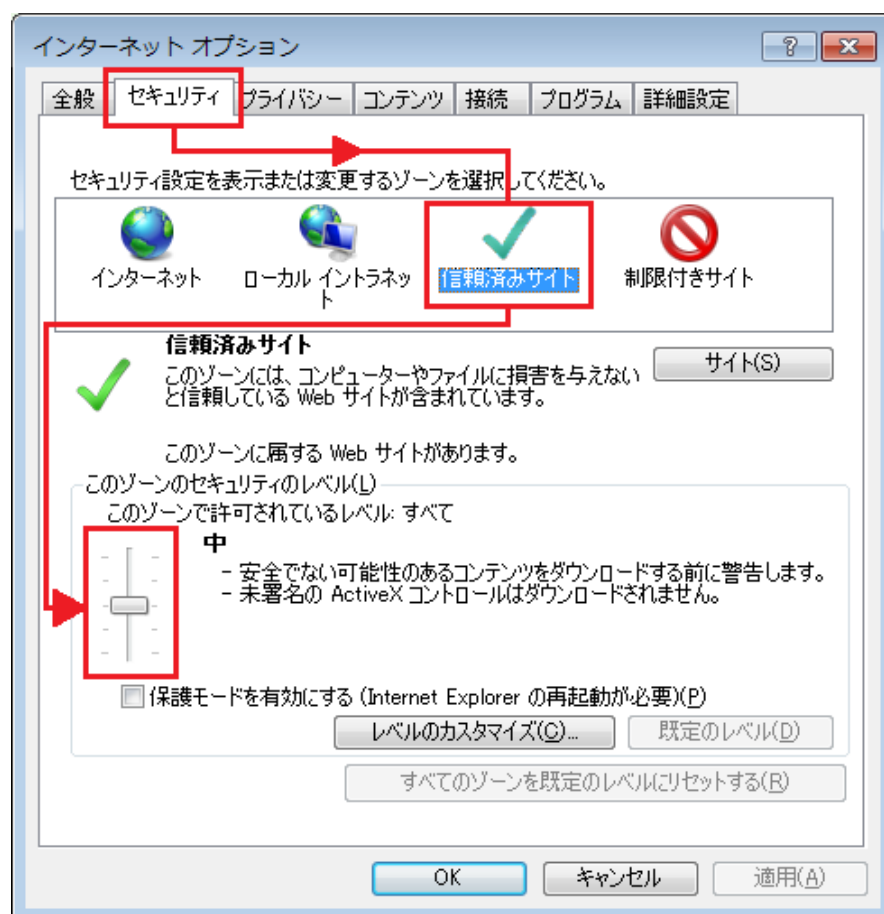 インターネット オプション
全般 セキュリティ プライバシー コンテンツ 接続 プログラム 詳細設定
セキュリティ設定を表示または変更するゾーンを選択してください。
インターネット
ローカル イントラネッ
ト
信頼済みサイト
制限付きサイト
信頼済みサイト
このゾーンには、コンピューターやファイルに損害を与えない
と信頼している Web サイトが含まれています。
サイト(S)
このゾーンに属する Web サイトがあります。
このゾーンのセキュリティのレベル(L)
このゾーンで許可されているレベル: すべて
中
- 安全でない可能性のあるコンテンツをダウンロードする前に警告します。
- 未署名の ActiveX コントロールはダウンロードされません。
保護モードを有効にする (Internet Explorer の再起動が必要)(P)
レベルのカスタマイズ(C)... 既定のレベル(D)
すべてのゾーンを既定のレベルにリセットする(R)
OK キャンセル 適用(A)